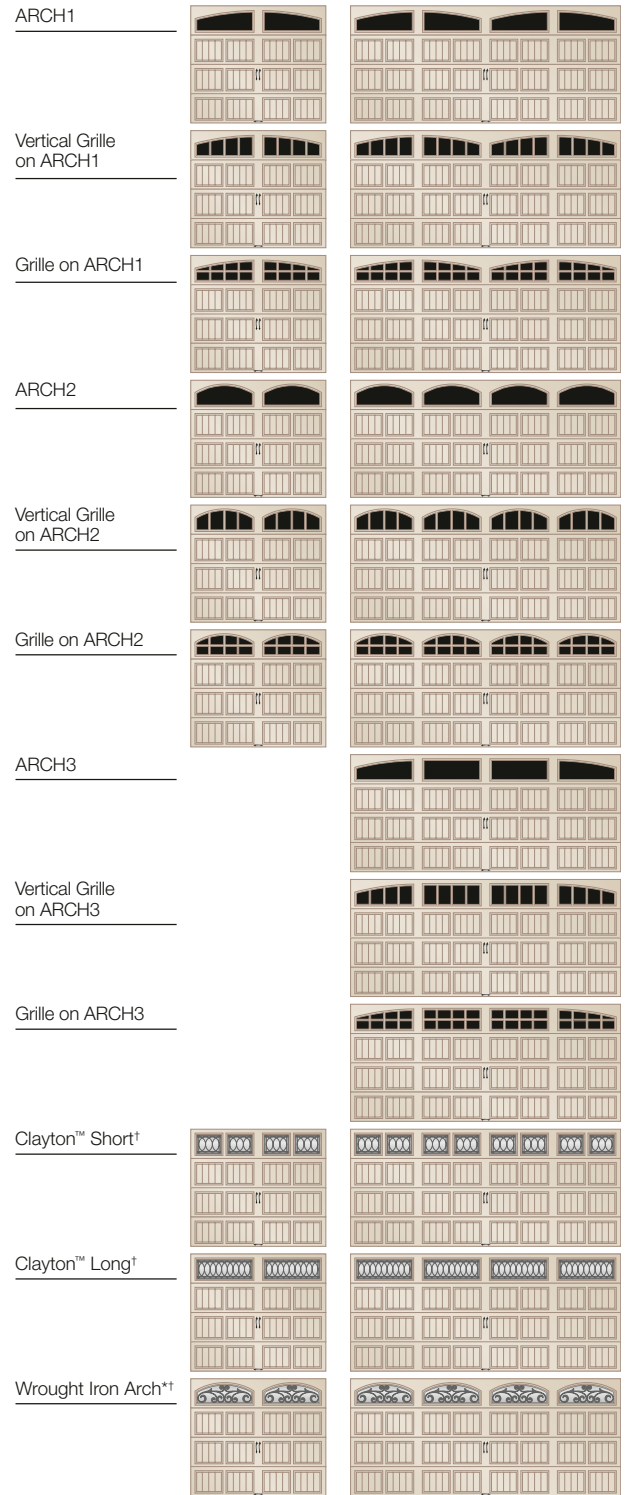 ARCH1
Vertical Grille
on ARCH1
Grille on ARCH1
ARCH2
Vertical Grille
on ARCH2
Grille on ARCH2
ARCH3
Vertical Grille
on ARCH3
Grille on ARCH3
Clayton™ Short†
Clayton™ Long†
Wrought Iron Arch*†